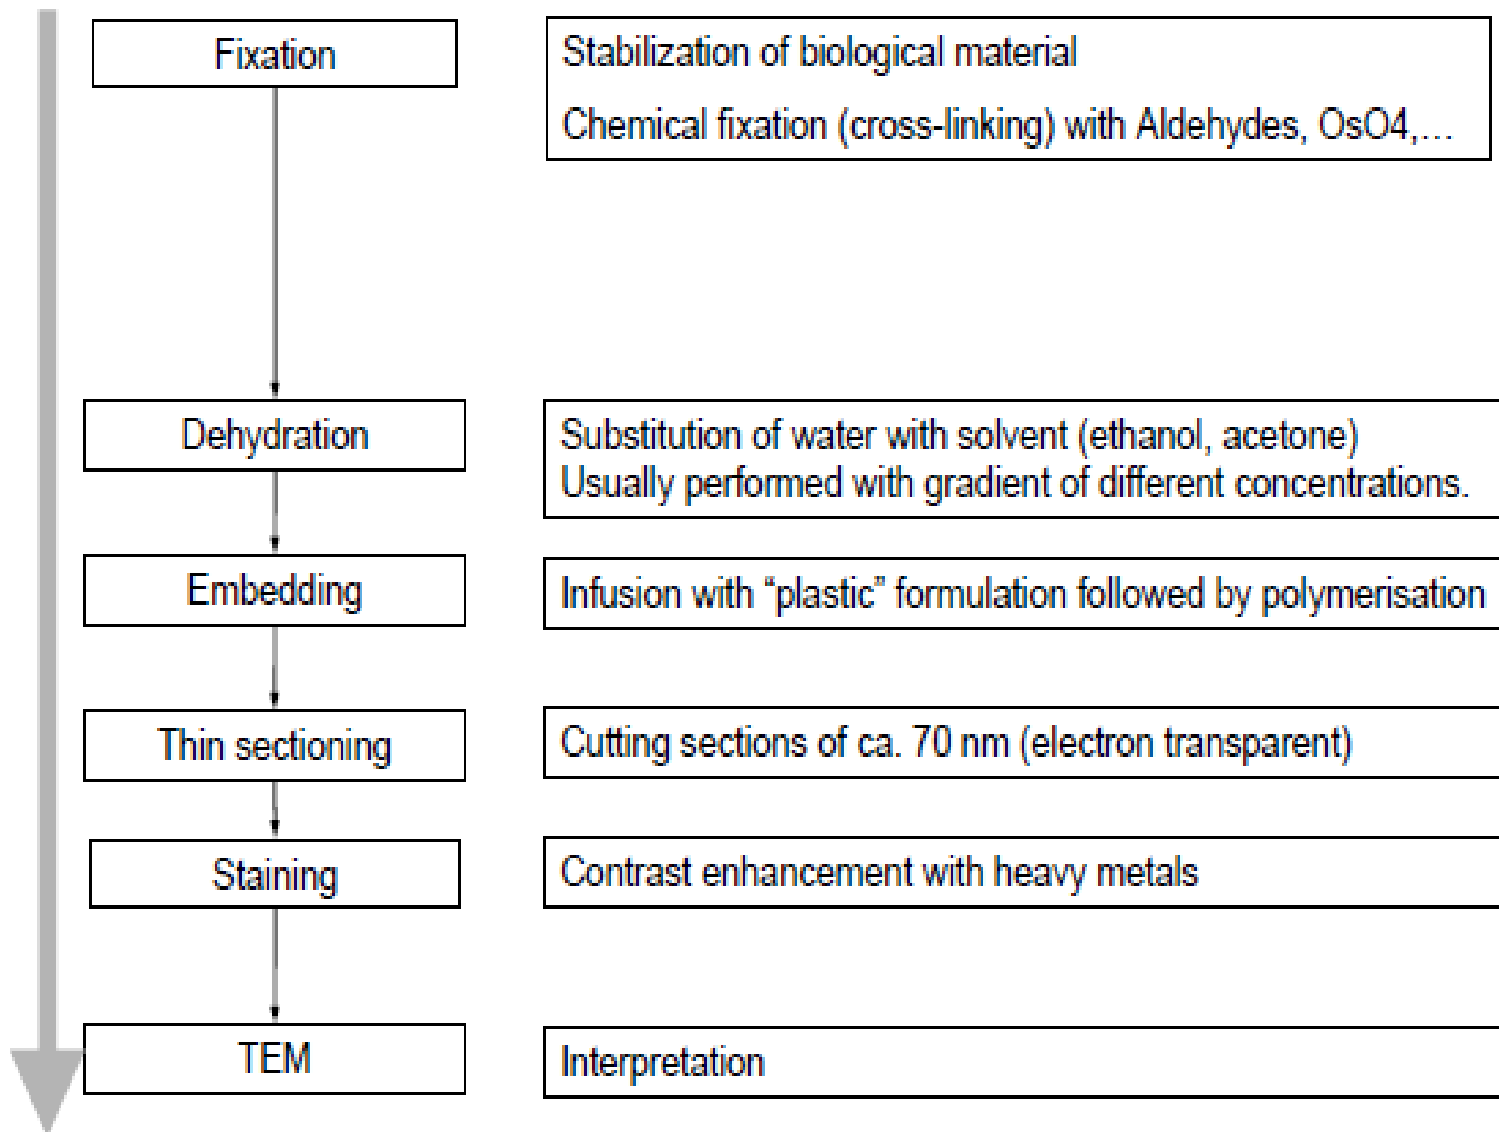 Fixation
Stabilization of biological material
Chemical fixation (cross-linking) with Aldehydes, OsO4,...
Dehydration
Substitution of water with solvent (ethanol, acetone)
Usually performed with gradient of different concentrations.
Embedding
Infusion with “plastic” formulation followed by polymerisation
Thin sectioning
Cutting sections of ca. 70 nm (electron transparent)
Staining
Contrast enhancement with heavy metals
TEM
Interpretation